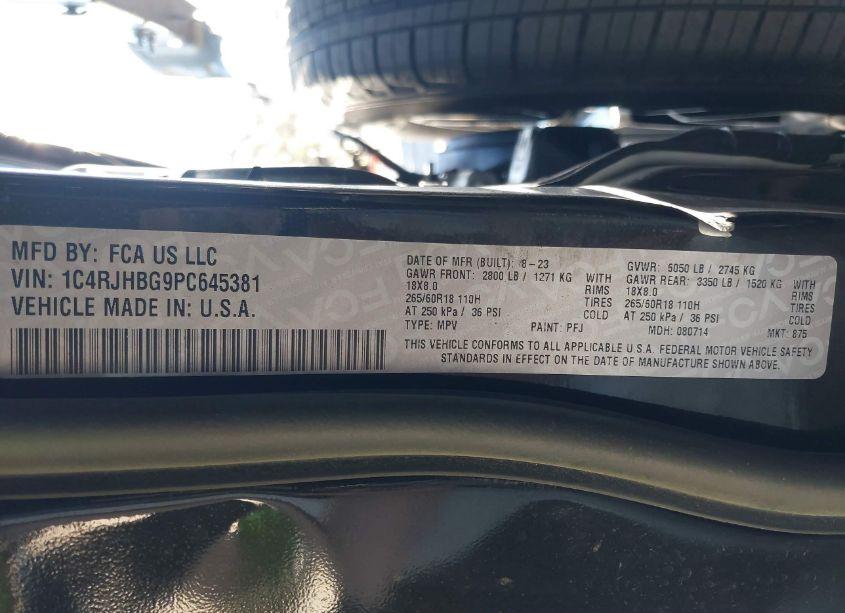 MFD BY: FCA US LLC
VIN: 1C4RJHBG9PC645381
VEHICLE MADE IN: U.S.A.
DATE OF MFR (BUILT): 8-23 GVWR: 5050 LB / 2745 KG
GAWR FRONT: 2800 LB / 1271 KG WITH GAWR REAR: 3350 LB / 1520 KG WITH
18X8.0 RIMS 18X8.0 RIMS
265/60R18 110H TIRES 265/60R18 110H TIRES
AT 250 kPa / 36 PSI COLD AT 250 kPa / 36 PSI COLD
TYPE: MPV PAINT: PFJ MDH: 080714 MKT: 875
THIS VEHICLE CONFORMS TO ALL APPLICABLE U.S.A. FEDERAL MOTOR VEHICLE SAFETY
STANDARDS IN EFFECT ON THE DATE OF MANUFACTURE SHOWN ABOVE.